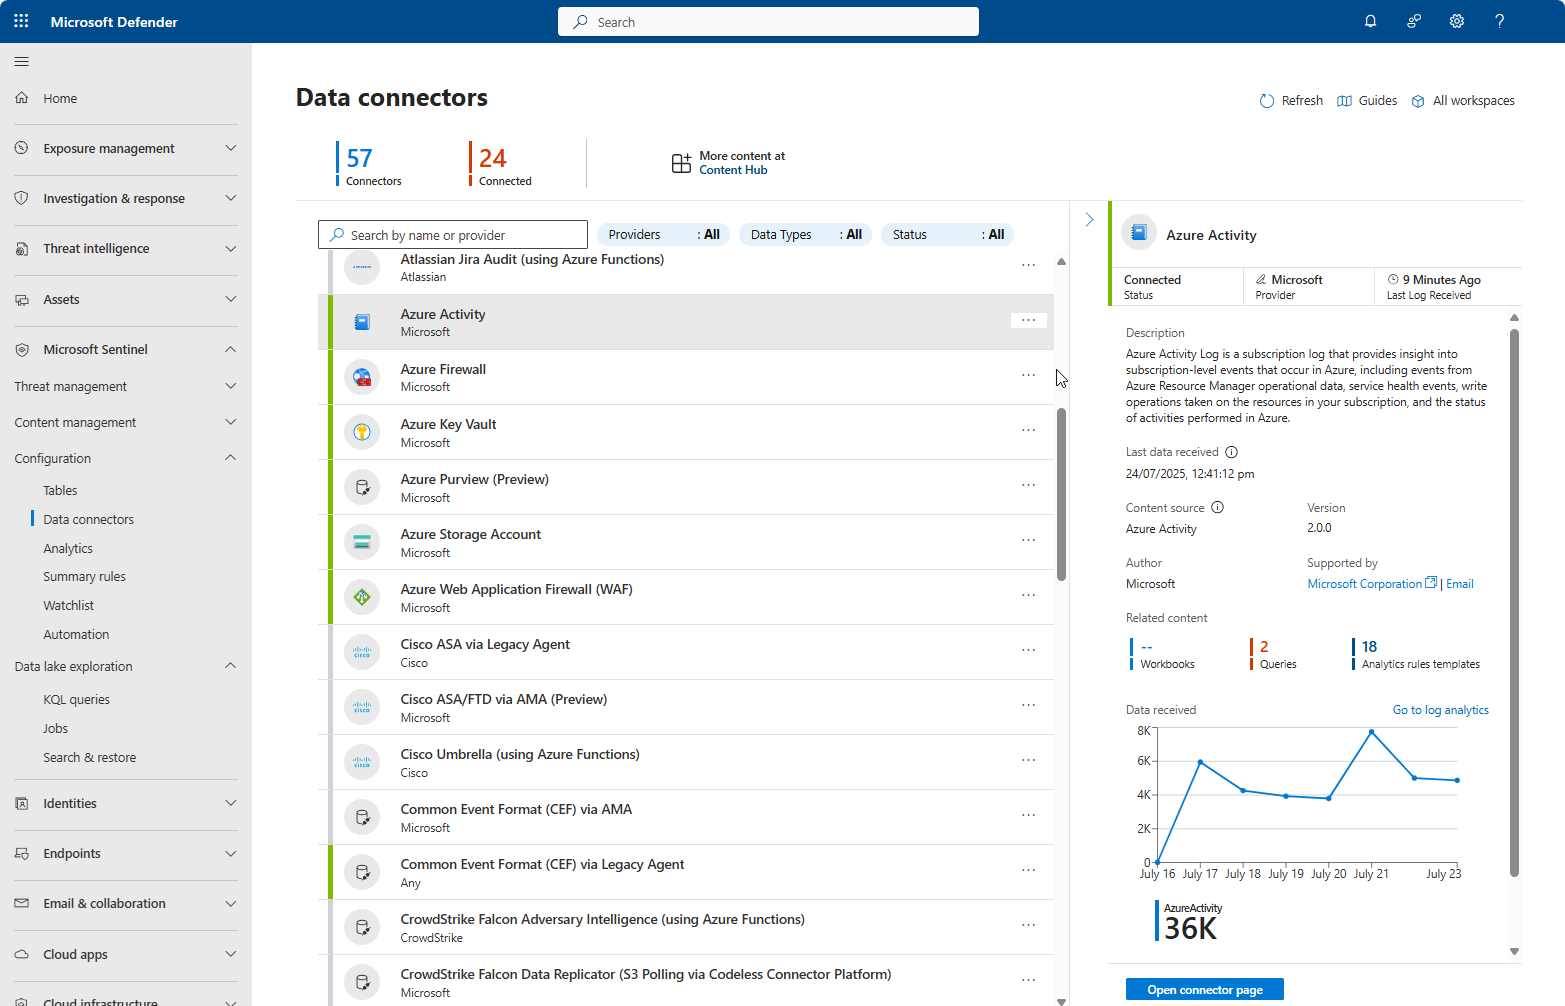 Microsoft Defender
Search
Home
Exposure management
Investigation & response
Threat intelligence
Assets
Microsoft Sentinel
Threat management
Content management
Configuration
Tables
Data connectors
Analytics
Summary rules
Watchlist
Automation
Data lake exploration
KQL queries
Jobs
Search & restore
Identities
Endpoints
Email & collaboration
Cloud apps
Cloud infrastructure
Data connectors
Refresh
Guides
All workspaces
57
Connectors
24
Connected
More content at
Content Hub
Search by name or provider
Providers : All
Data Types : All
Status : All
Atlassian Jira Audit (using Azure Functions)
Atlassian
Azure Activity
Microsoft
Azure Firewall
Microsoft
Azure Key Vault
Microsoft
Azure Purview (Preview)
Microsoft
Azure Storage Account
Microsoft
Azure Web Application Firewall (WAF)
Microsoft
CISCO
Cisco ASA via Legacy Agent
Cisco
CISCO
Cisco ASA/FTD via AMA (Preview)
Microsoft
CISCO
Cisco Umbrella (using Azure Functions)
Cisco
Common Event Format (CEF) via AMA
Microsoft
Common Event Format (CEF) via Legacy Agent
Any
CrowdStrike Falcon Adversary Intelligence (using Azure Functions)
CrowdStrike
CrowdStrike Falcon Data Replicator (S3 Polling via Codeless Connector Platform)
Microsoft
Azure Activity
Connected
Status
Microsoft
Provider
9 Minutes Ago
Last Log Received
Description
Azure Activity Log is a subscription log that provides insight into
subscription-level events that occur in Azure, including events from
Azure Resource Manager operational data, service health events, write
operations taken on the resources in your subscription, and the status
of activities performed in Azure.
Last data received
24/07/2025, 12:41:12 pm
Content source
Azure Activity
Version
2.0.0
Author
Microsoft
Supported by
Microsoft Corporation | Email
Related content
--
Workbooks
2
Queries
18
Analytics rules templates
Data received
Go to log analytics
8K
6K
4K
2K
0
July 16 July 17 July 18 July 19 July 20 July 21 July 23
AzureActivity
36K
Open connector page